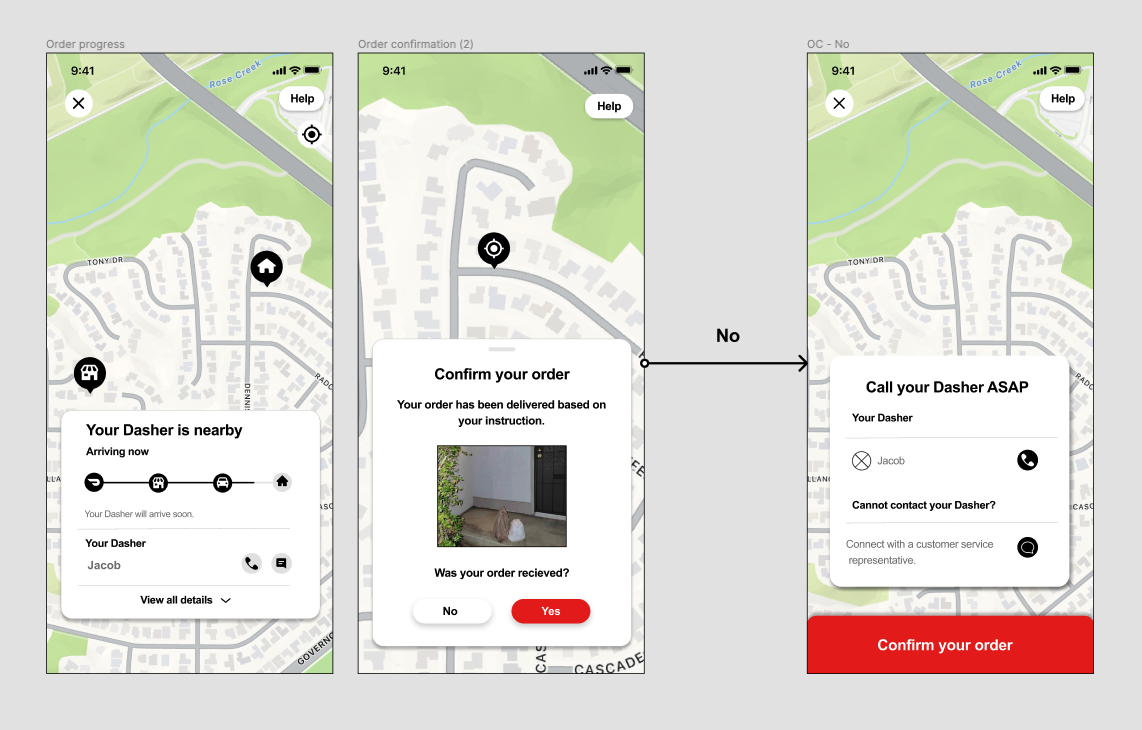 Order progress
9:41
Rose Creek
Help
TONY DR
DENNIS
RADC
LLA
ASC
Your Dasher is nearby
Arriving now
Your Dasher will arrive soon.
Your Dasher
Jacob
View all details
GOVERNO
Order confirmation (2)
9:41
Help
Confirm your order
Your order has been delivered based on
your instruction.
Was your order recieved?
No
Yes
CAS
CASCADE
No
OC - No
9:41
Rose Creek
Help
TONY DR
RADC
LLANO
CASC
Call your Dasher ASAP
Your Dasher
Jacob
Cannot contact your Dasher?
Connect with a customer service
representative.
Confirm your order